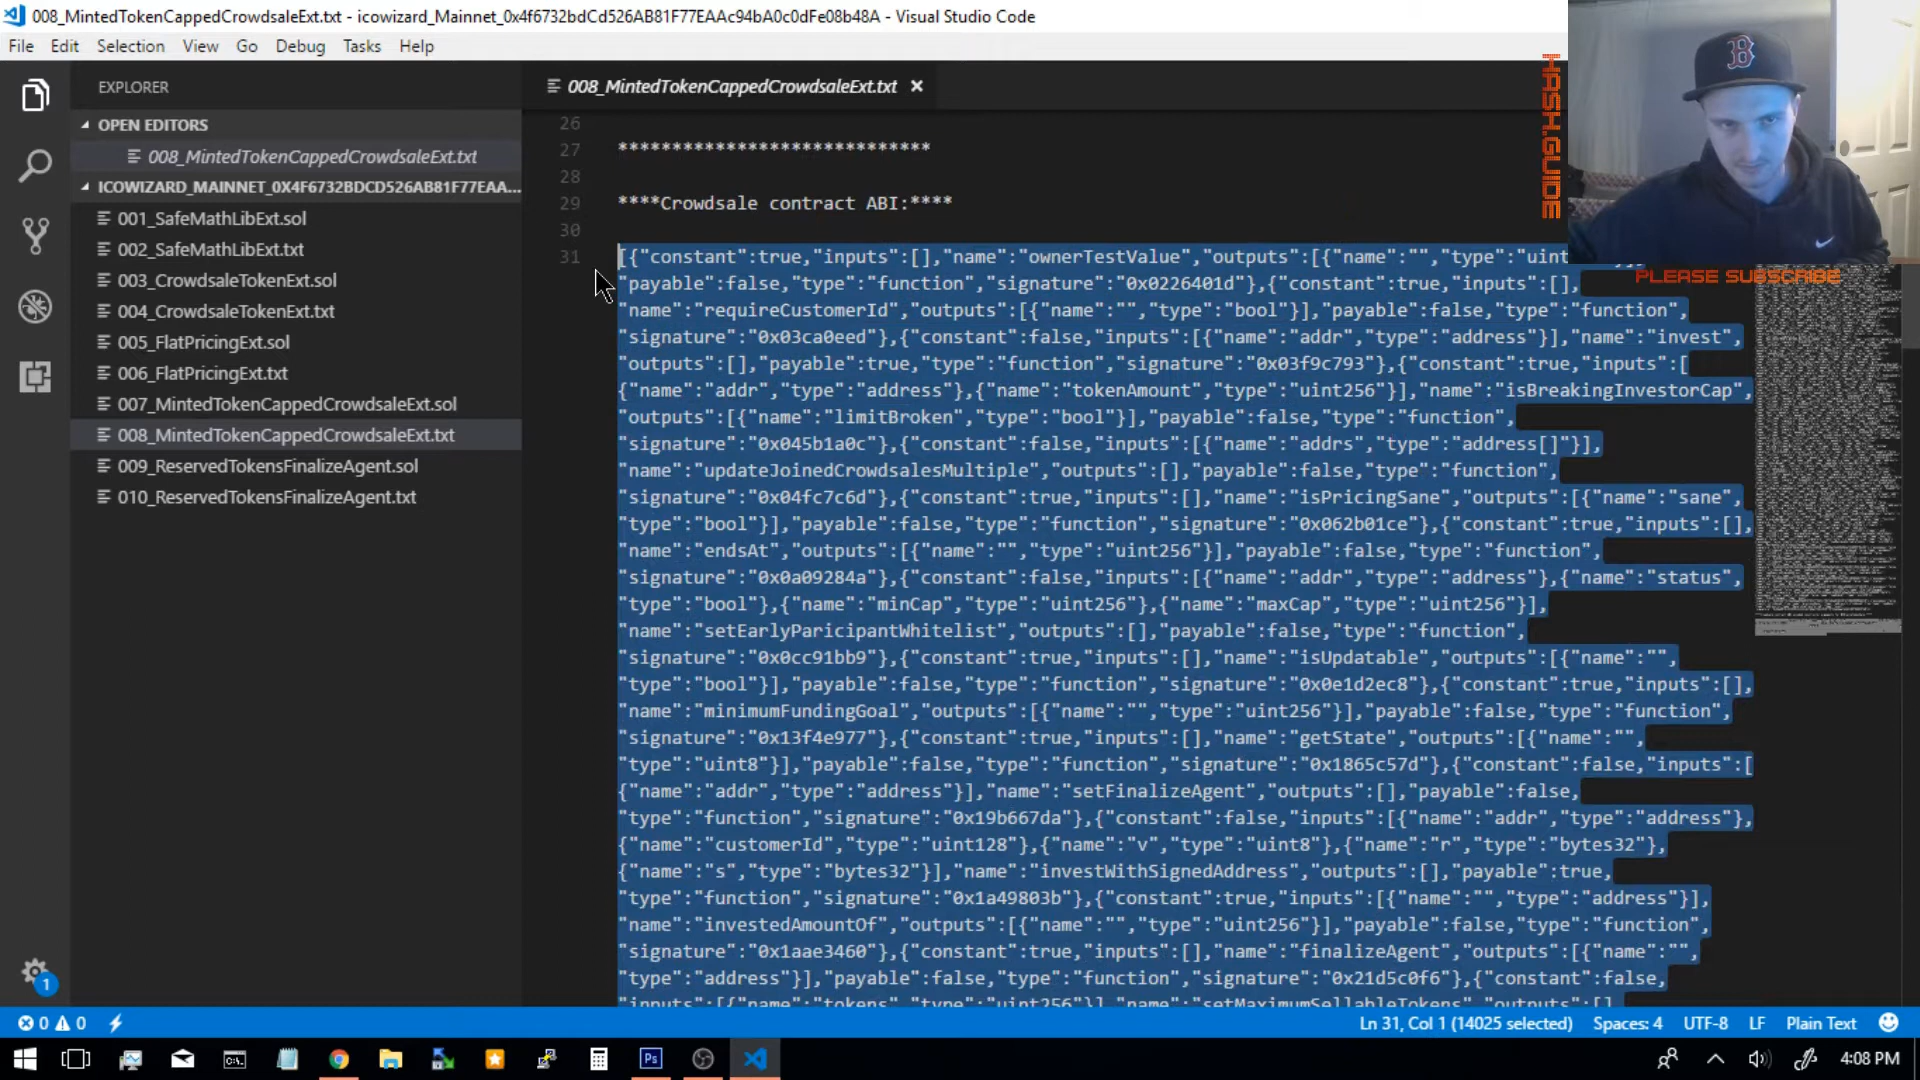 008_MintedTokenCappedCrowdsaleExt.txt - icowizard_Mainnet_0x4f6732bdCd526AB81F77EAAc94bA0c0dFe08b48A - Visual Studio Code
File Edit Selection View Go Debug Tasks Help
EXPLORER
OPEN EDITORS
008_MintedTokenCappedCrowdsaleExt.txt
ICOWIZARD_MAINNET_0X4F6732BDCD526AB81F77EAA...
001_SafeMathLibExt.sol
002_SafeMathLibExt.txt
003_CrowdsaleTokenExt.sol
004_CrowdsaleTokenExt.txt
005_FlatPricingExt.sol
006_FlatPricingExt.txt
007_MintedTokenCappedCrowdsaleExt.sol
008_MintedTokenCappedCrowdsaleExt.txt
009_ReservedTokensFinalizeAgent.sol
010_ReservedTokensFinalizeAgent.txt
008_MintedTokenCappedCrowdsaleExt.txt
26
27 *****************************
28
29 ****Crowdsale contract ABI:****
30
31 [{"constant":true,"inputs":[],"name":"ownerTestValue","outputs":[{"name":"","type":"uint
"payable":false,"type":"function","signature":"0x0226401d"},{"constant":true,"inputs":[],
"name":"requireCustomerId","outputs":[{"name":"","type":"bool"}],"payable":false,"type":"function",
"signature":"0x03ca0eed"},{"constant":false,"inputs":[{"name":"addr","type":"address"}],"name":"invest",
"outputs":[],"payable":true,"type":"function","signature":"0x03f9c793"},{"constant":true,"inputs":[
{"name":"addr","type":"address"},{"name":"tokenAmount","type":"uint256"}],"name":"isBreakingInvestorCap",
"outputs":[{"name":"limitBroken","type":"bool"}],"payable":false,"type":"function",
"signature":"0x045b1a0c"},{"constant":false,"inputs":[{"name":"addrs","type":"address[]"}],
"name":"updateJoinedCrowdsalesMultiple","outputs":[],"payable":false,"type":"function",
"signature":"0x04fc7c6d"},{"constant":true,"inputs":[],"name":"isPricingSane","outputs":[{"name":"sane",
"type":"bool"}],"payable":false,"type":"function","signature":"0x062b01ce"},{"constant":true,"inputs":[],
"name":"endsAt","outputs":[{"name":"","type":"uint256"}],"payable":false,"type":"function",
"signature":"0x0a09284a"},{"constant":false,"inputs":[{"name":"addr","type":"address"},{"name":"status",
"type":"bool"},{"name":"minCap","type":"uint256"},{"name":"maxCap","type":"uint256"}],
"name":"setEarlyParicipantWhitelist","outputs":[],"payable":false,"type":"function",
"signature":"0x0cc91bb9"},{"constant":true,"inputs":[],"name":"isUpdatable","outputs":[{"name":"",
"type":"bool"}],"payable":false,"type":"function","signature":"0x0e1d2ec8"},{"constant":true,"inputs":[],
"name":"minimumFundingGoal","outputs":[{"name":"","type":"uint256"}],"payable":false,"type":"function",
"signature":"0x13f4e977"},{"constant":true,"inputs":[],"name":"getState","outputs":[{"name":"",
"type":"uint8"}],"payable":false,"type":"function","signature":"0x1865c57d"},{"constant":false,"inputs":[
{"name":"addr","type":"address"}],"name":"setFinalizeAgent","outputs":[],"payable":false,
"type":"function","signature":"0x19b667da"},{"constant":false,"inputs":[{"name":"addr","type":"address"},
{"name":"customerId","type":"uint128"},{"name":"v","type":"uint8"},{"name":"r","type":"bytes32"},
{"name":"s","type":"bytes32"}],"name":"investWithSignedAddress","outputs":[],"payable":true,
"type":"function","signature":"0x1a49803b"},{"constant":true,"inputs":[{"name":"","type":"address"}],
"name":"investedAmountOf","outputs":[{"name":"","type":"uint256"}],"payable":false,"type":"function",
"signature":"0x1aae3460"},{"constant":true,"inputs":[],"name":"finalizeAgent","outputs":[{"name":"",
"type":"address"}],"payable":false,"type":"function","signature":"0x21d5c0f6"},{"constant":false,
"inputs":[{"name":"tokens","type":"uint256"}],"name":"setMaximumSellableTokens","outputs":[]
HASH.GUIDE
B
PLEASE SUBSCRIBE
1
0 0
Ln 31, Col 1 (14025 selected) Spaces: 4 UTF-8 LF Plain Text
Ps
4:08 PM